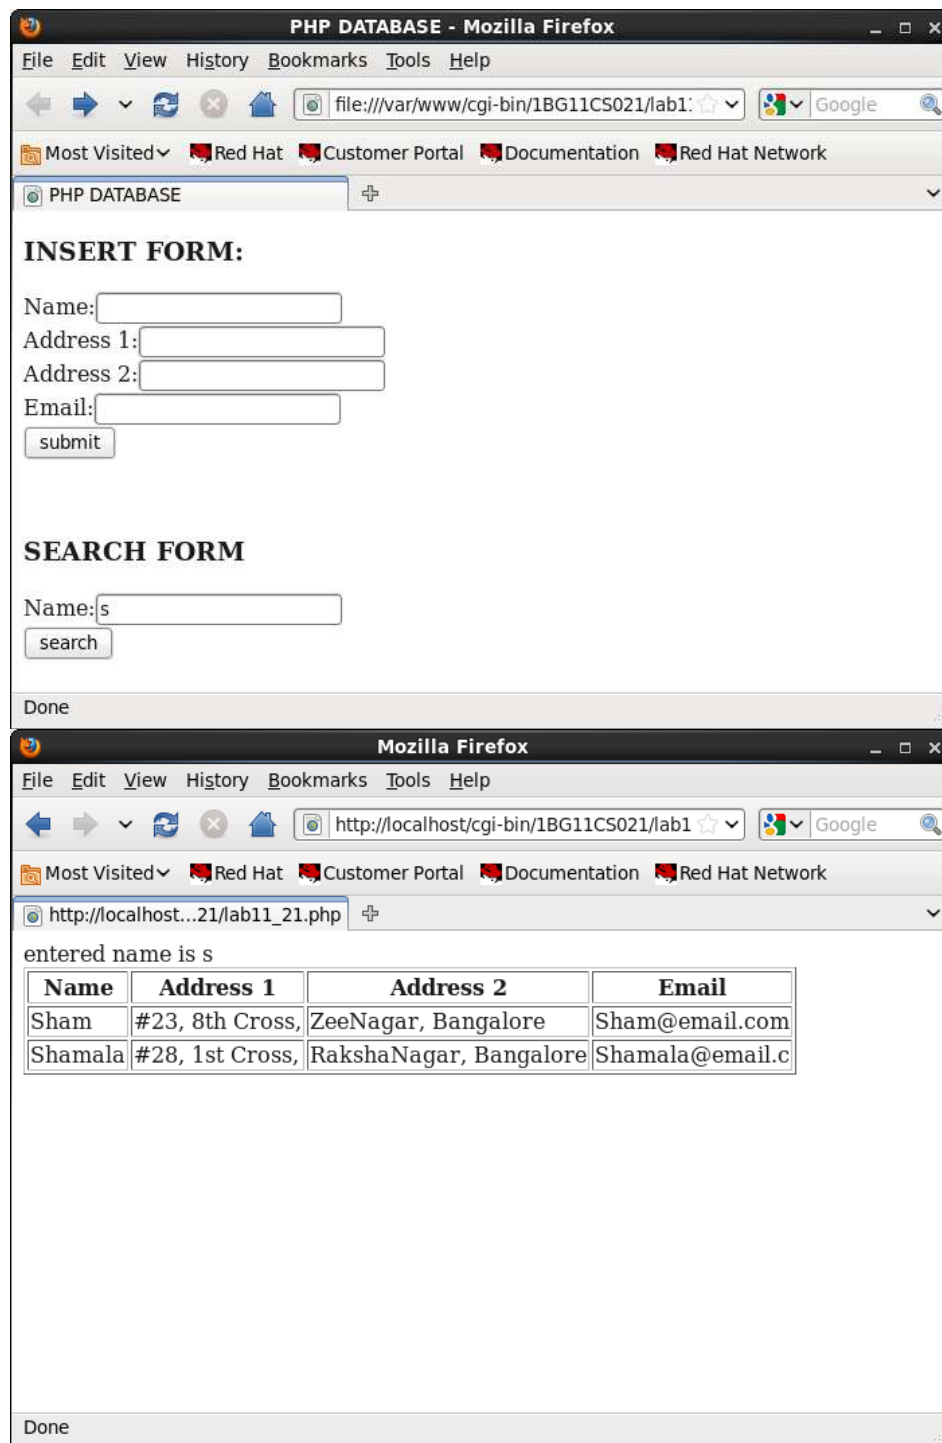 PHP DATABASE - Mozilla Firefox
File Edit View History Bookmarks Tools Help
file:///var/www/cgi-bin/1BG11CS021/lab1 Google
Most Visited Red Hat Customer Portal Documentation Red Hat Network
PHP DATABASE
INSERT FORM:
Name:
Address 1:
Address 2:
Email:
submit
SEARCH FORM
Name: s
search
Done
Mozilla Firefox
File Edit View History Bookmarks Tools Help
http://localhost/cgi-bin/1BG11CS021/lab1 Google
Most Visited Red Hat Customer Portal Documentation Red Hat Network
http://localhost...21/lab11_21.php
entered name is s
Name Address 1 Address 2 Email
Sham #23, 8th Cross, ZeeNagar, Bangalore Sham@email.com
Shamala #28, 1st Cross, RakshaNagar, Bangalore Shamala@email.c
Done